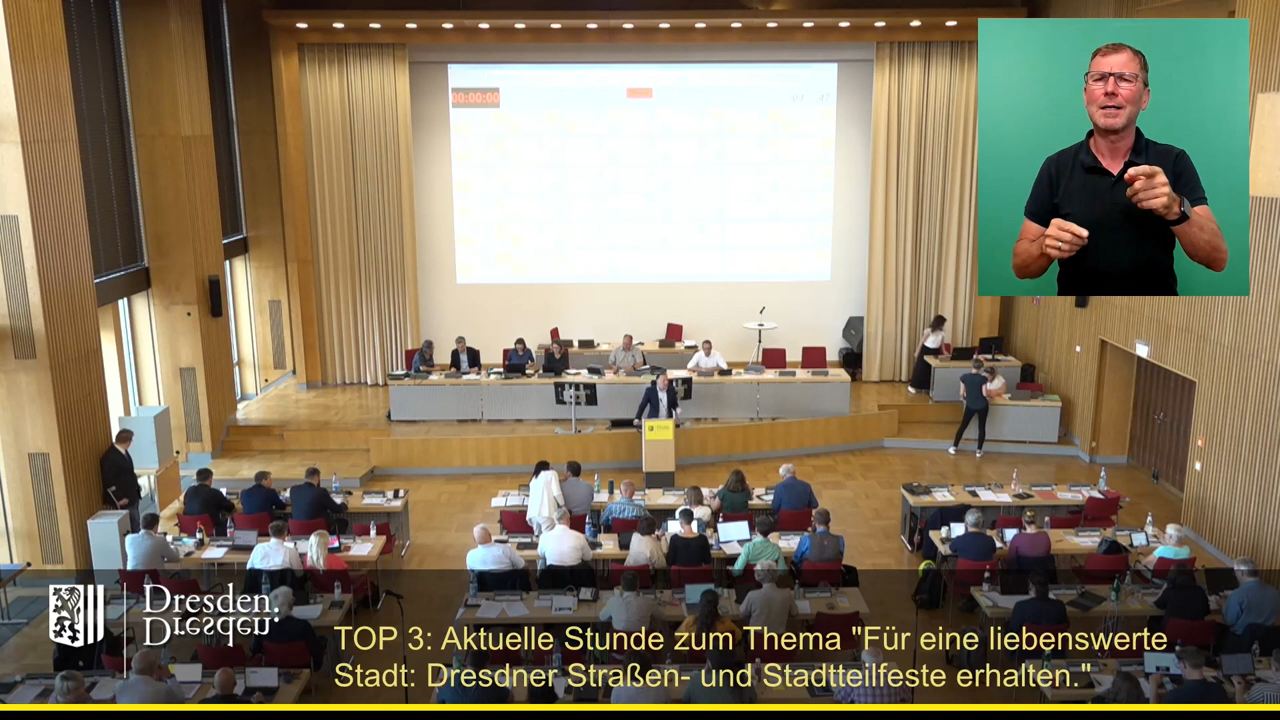 00:00:00
Dresden.
Dresden.
TOP 3: Aktuelle Stunde zum Thema "Für eine liebenswerte
Stadt: Dresdner Straßen- und Stadtteilfeste erhalten."